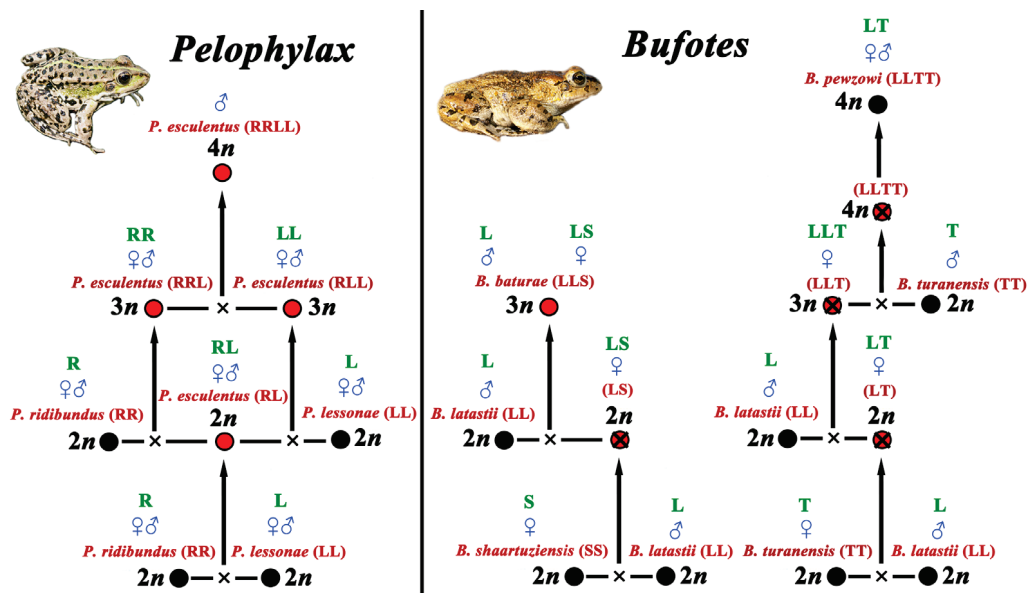 Pelophylax
♂
P. esculentus (RRLL)
4n
RR
♀♂
LL
♀♂
P. esculentus (RRL)
P. esculentus (RLL)
3n
×
3n
R
♀♂
RL
♀♂
L
♀♂
P. ridibundus (RR)
P. esculentus (RL)
P. lessonae (LL)
2n
×
2n
×
2n
R
♀♂
L
♀♂
P. ridibundus (RR)
P. lessonae (LL)
2n
×
2n
Bufotes
L
♂
LS
♀
B. baturae (LLS)
3n
L
♂
LS
♀
B. latastii (LL)
(LS)
2n
×
2n
S
♀
L
♂
B. shaartuziensis (SS)
B. latastii (LL)
2n
×
2n
LT
♀♂
B. pewzowi (LLTT)
4n
(LLTT)
4n
LLT
♀
T
♂
(LLT)
B. turanensis (TT)
3n
×
2n
L
♂
LT
♀
B. latastii (LL)
(LT)
2n
×
2n
T
♀
L
♂
B. turanensis (TT)
B. latastii (LL)
2n
×
2n